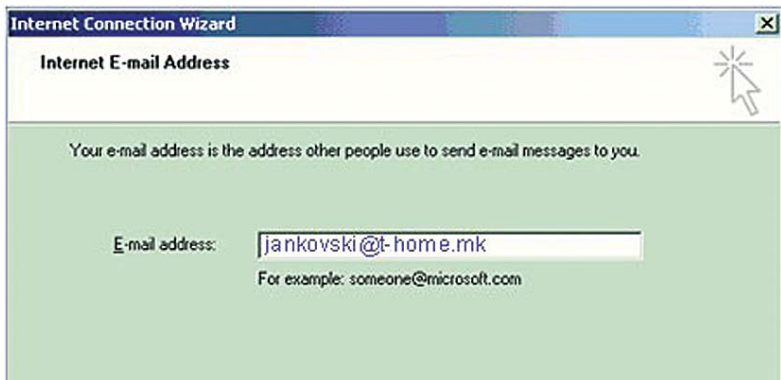 Internet Connection Wizard
Internet E-mail Address
Your e-mail address is the address other people use to send e-mail messages to you.
E-mail address: jankovski@t-home.mk
For example: someone@microsoft.com